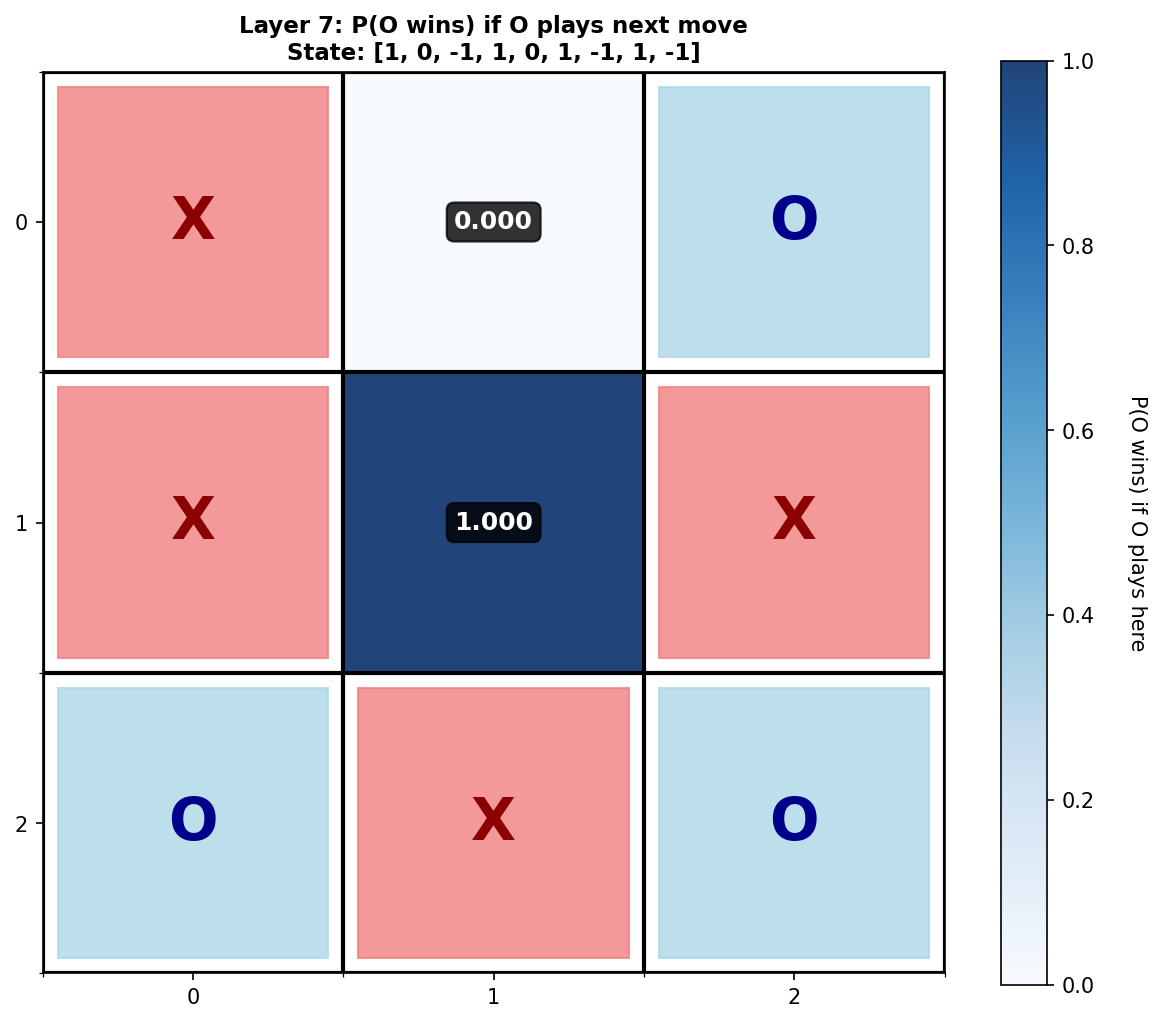 Layer 7: P(O wins) if O plays next move
State: [1, 0, -1, 1, 0, 1, -1, 1, -1]
X
0.000
O
0
X
1.000
X
1
O
X
O
2
0
1
2
1.0
0.8
0.6
0.4
0.2
0.0
P(O wins) if O plays here